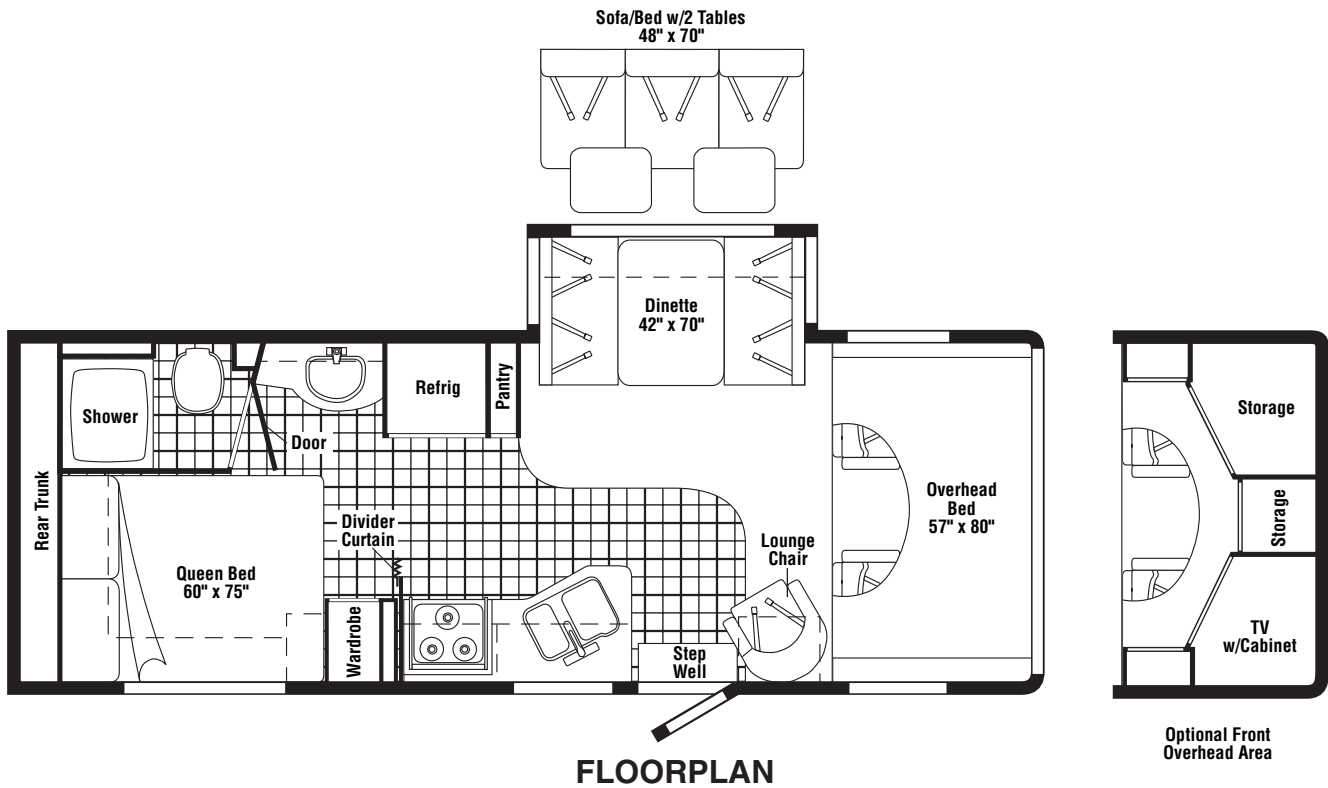 Sofa/Bed w/2 Tables
48" x 70"
Dinette
42" x 70"
Shower
Door
Refrig
Pantry
Rear Trunk
Queen Bed
60" x 75"
Divider
Curtain
Wardrobe
Step
Well
Lounge
Chair
Overhead
Bed
57" x 80"
Storage
Storage
TV
w/Cabinet
Optional Front
Overhead Area
FLOORPLAN